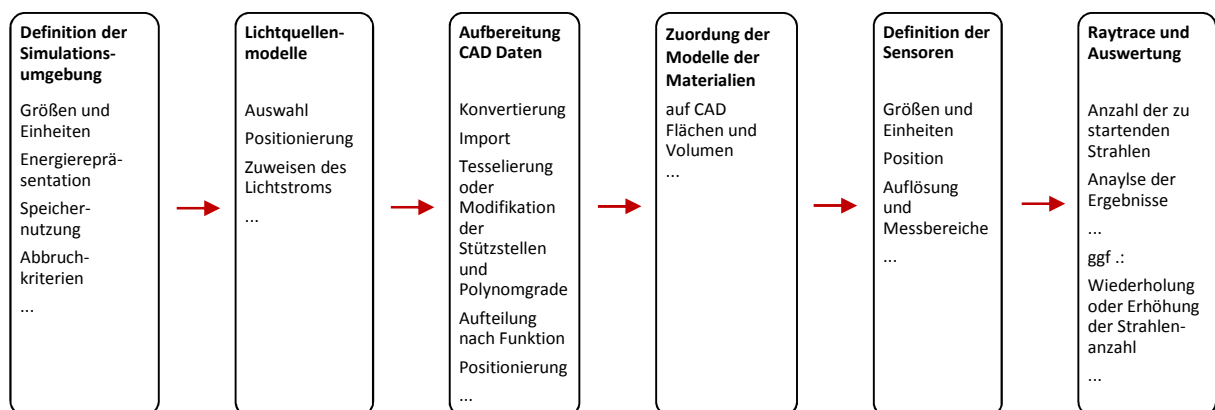 Definition der
Simulations-
umgebung
Größen und
Einheiten
Energiereprä-
sentation
Speicher-
nutzung
Abbruch-
kriterien
...
Lichtquellen-
modelle
Auswahl
Positionierung
Zuweisen des
Lichtstroms
...
Aufbereitung
CAD Daten
Konvertierung
Import
Tesselierung
oder
Modifikation
der
Stützstellen
und
Polynomgrade
Aufteilung
nach Funktion
Positionierung
...
Zuordung der
Modelle der
Materialien
auf CAD
Flächen und
Volumen
...
Definition der
Sensoren
Größen und
Einheiten
Position
Auflösung
und
Messbereiche
...
Raytrace und
Auswertung
Anzahl der zu
startenden
Strahlen
Anaylse der
Ergebnisse
...
ggf .:
Wiederholung
oder Erhöhung
der Strahlen-
anzahl
...